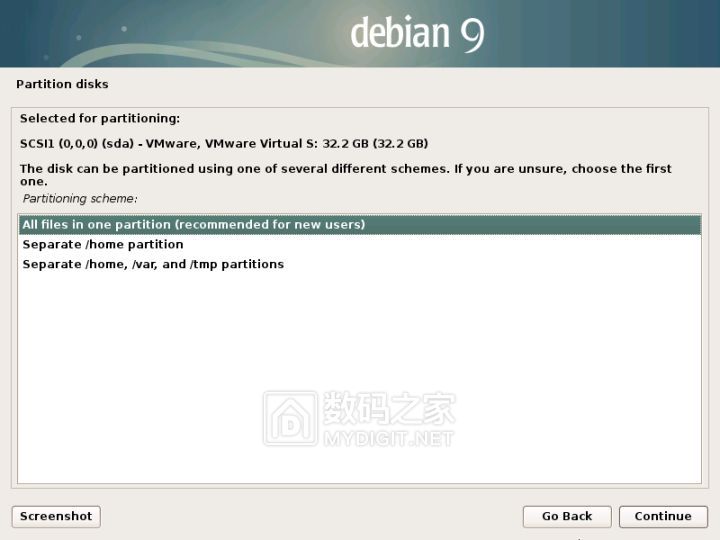 debian 9
Partition disks
Selected for partitioning:
SCSI1 (0,0,0) (sda) - VMware, VMware Virtual S: 32.2 GB (32.2 GB)
The disk can be partitioned using one of several different schemes. If you are unsure, choose the first
one.
Partitioning scheme:
All files in one partition (recommended for new users)
Separate /home partition
Separate /home, /var, and /tmp partitions
数码之家
MYDIGIT.NET
Screenshot
Go Back
Continue